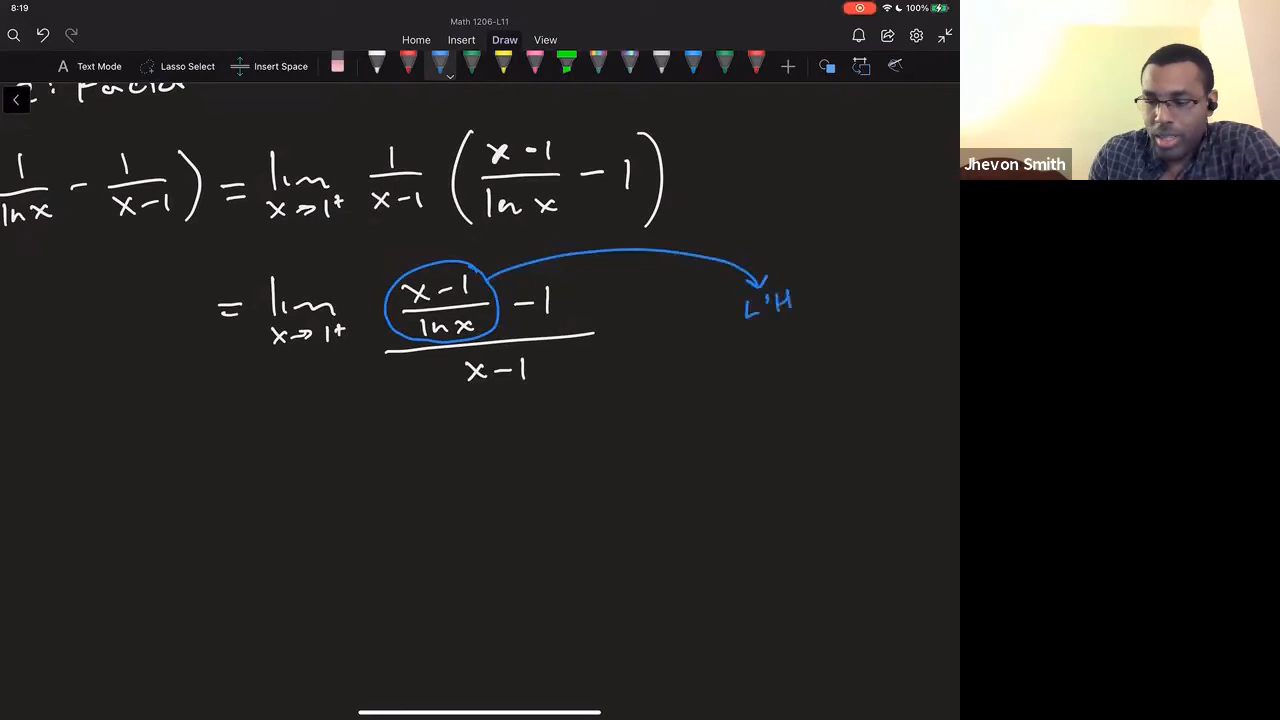 8:19
100%
Math 1206-L11
Home Insert Draw View
Text Mode Lasso Select Insert Space
Jhevon Smith
1/ln x - 1/(x-1)) = lim x→1⁺ 1/(x-1) ((x-1)/ln x - 1)
= lim x→1⁺ ((x-1)/ln x - 1)/(x-1)
L'H